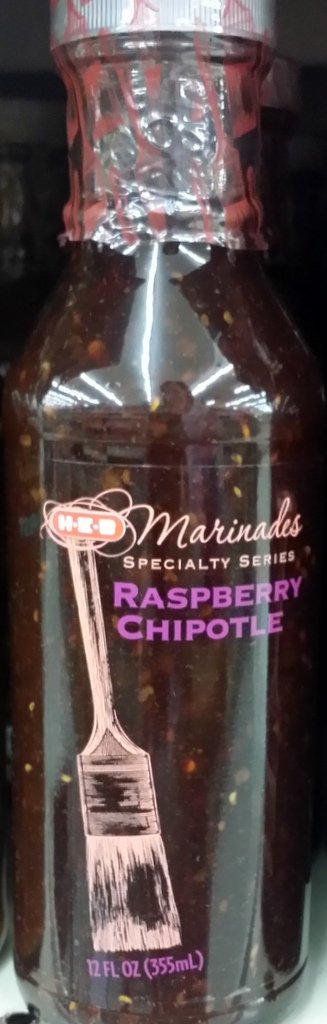 H-E-B
Marinades
SPECIALTY SERIES
RASPBERRY
CHIPOTLE
12 FL OZ (355mL)